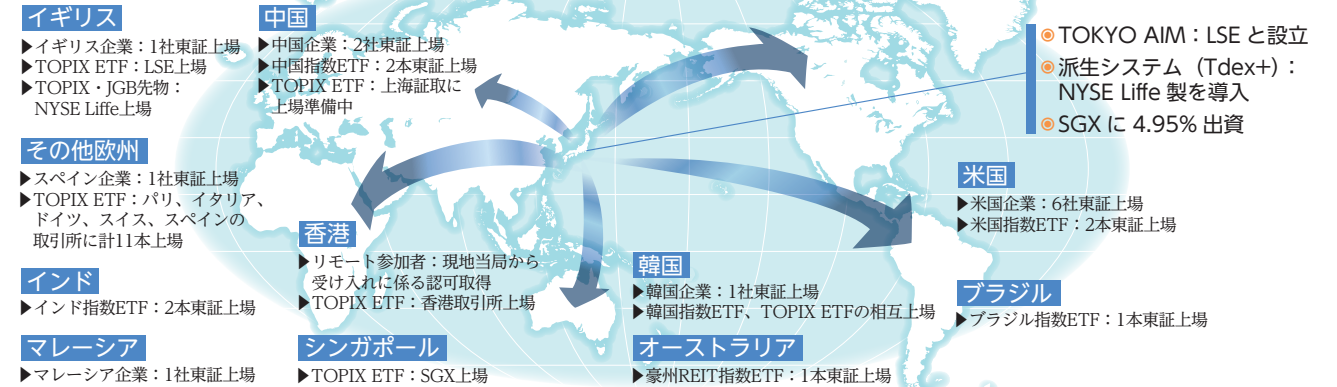 イギリス
▶イギリス企業：1社東証上場
▶TOPIX ETF：LSE上場
▶TOPIX・JGB先物：
NYSE Liffe上場
中国
▶中国企業：2社東証上場
▶中国指数ETF：2本東証上場
▶TOPIX ETF：上海証取に
上場準備中
◉TOKYO AIM：LSE と設立
◉派生システム（Tdex+）：
NYSE Liffe 製を導入
◉SGX に 4.95% 出資
その他欧州
▶スペイン企業：1社東証上場
▶TOPIX ETF：パリ、イタリア、
ドイツ、スイス、スペインの
取引所に計11本上場
香港
▶リモート参加者：現地当局から
受け入れに係る認可取得
▶TOPIX ETF：香港取引所上場
米国
▶米国企業：6社東証上場
▶米国指数ETF：2本東証上場
インド
▶インド指数ETF：2本東証上場
韓国
▶韓国企業：1社東証上場
▶韓国指数ETF、TOPIX ETFの相互上場
ブラジル
▶ブラジル指数ETF：1本東証上場
マレーシア
▶マレーシア企業：1社東証上場
シンガポール
▶TOPIX ETF：SGX上場
オーストラリア
▶豪州REIT指数ETF：1本東証上場